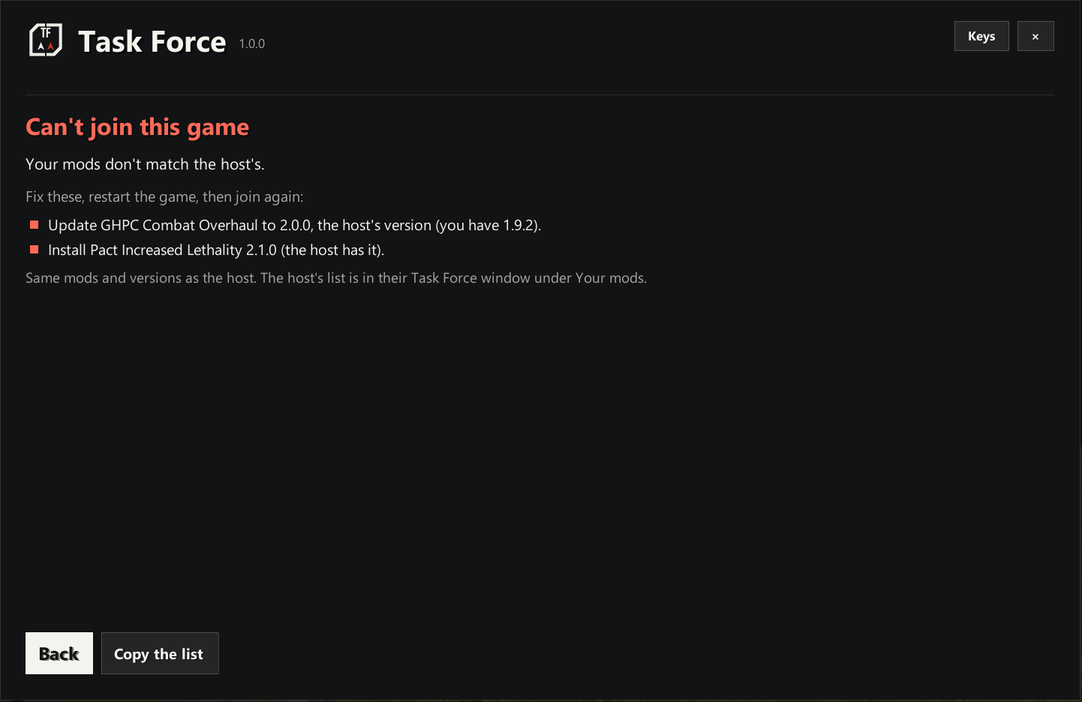 TF
Task Force 1.0.0
Keys ×
Can't join this game
Your mods don't match the host's.
Fix these, restart the game, then join again:
Update GHPC Combat Overhaul to 2.0.0, the host's version (you have 1.9.2).
Install Pact Increased Lethality 2.1.0 (the host has it).
Same mods and versions as the host. The host's list is in their Task Force window under Your mods.
Back Copy the list